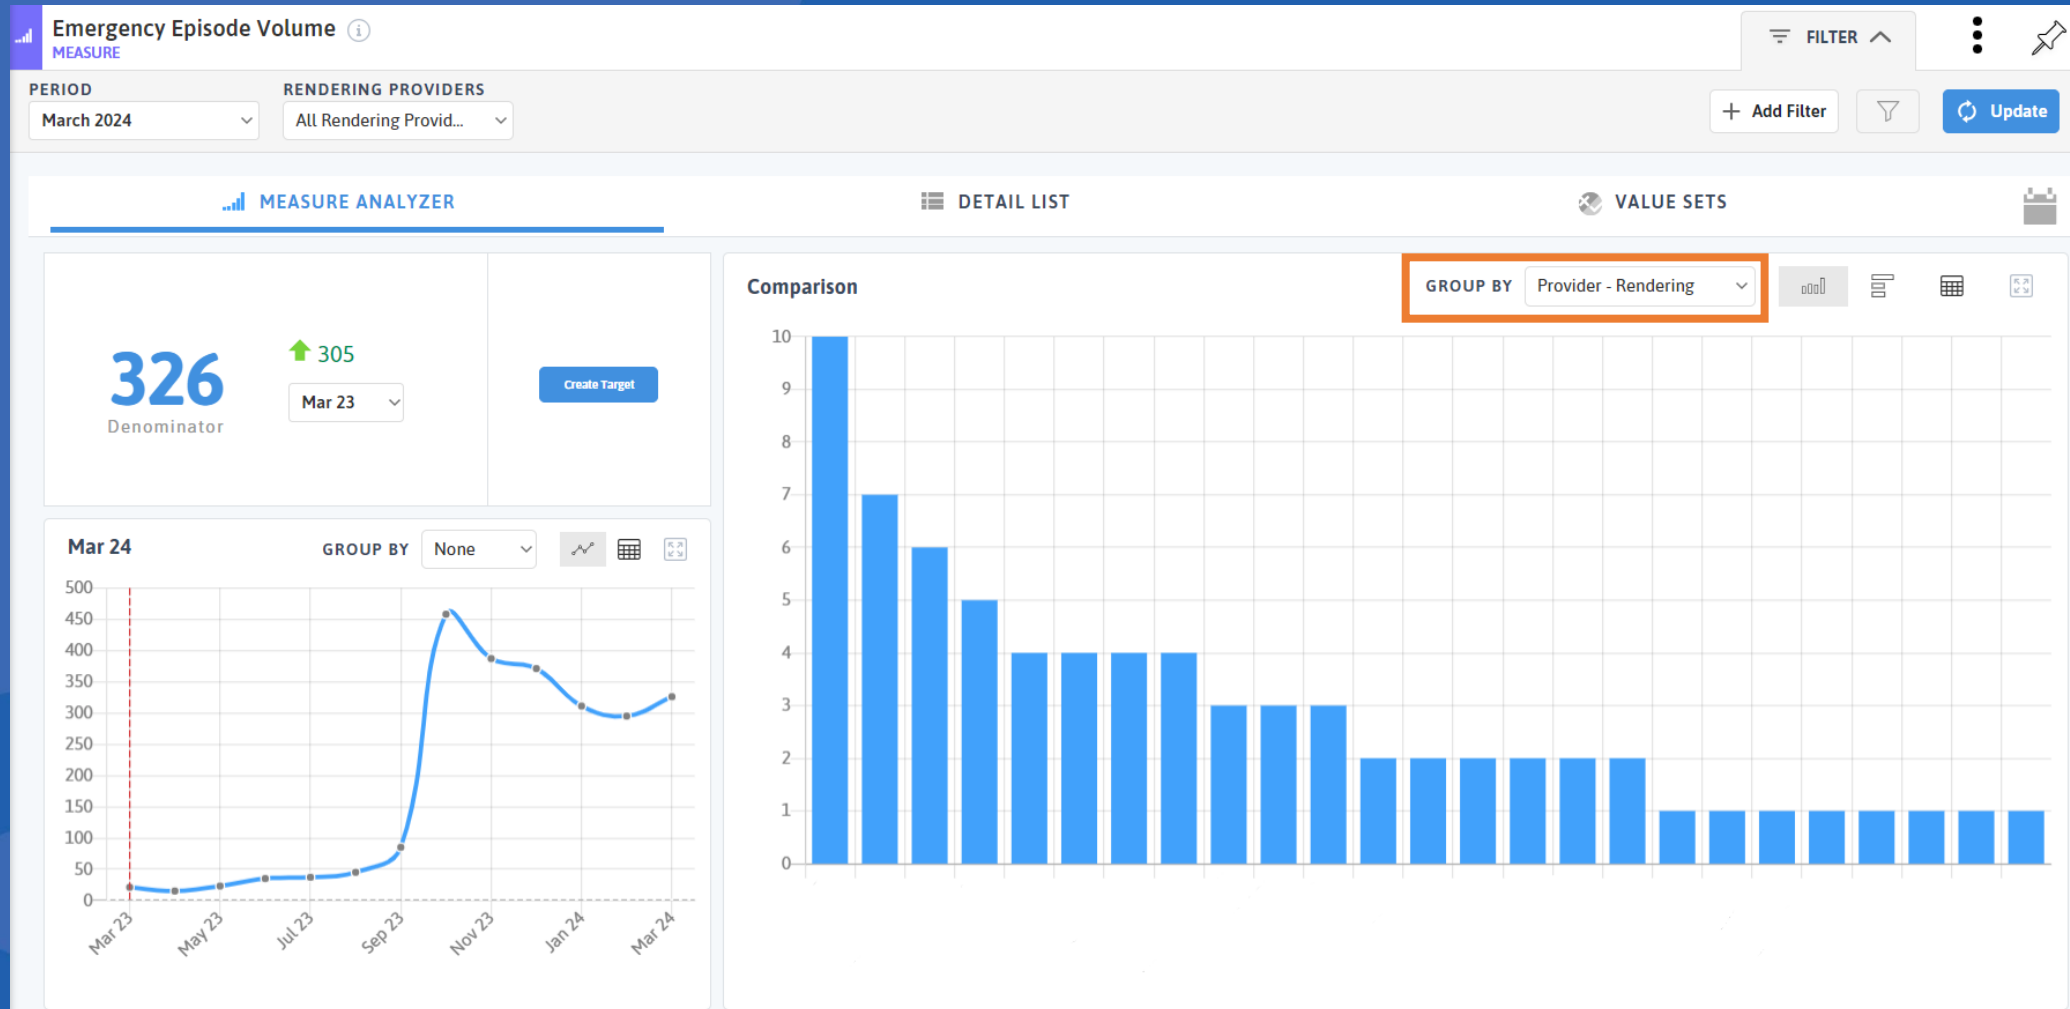 Emergency Episode Volume
MEASURE
FILTER
PERIOD
RENDERING PROVIDERS
March 2024
All Rendering Provid...
Add Filter
Update
MEASURE ANALYZER
DETAIL LIST
VALUE SETS
326
Denominator
305
Mar 23
Create Target
Comparison
GROUP BY
Provider - Rendering
10
9
8
7
6
5
4
3
2
1
0
Mar 24
GROUP BY
None
500
450
400
350
300
250
200
150
100
50
0
Mar 23
May 23
Jul 23
Sep 23
Nov 23
Jan 24
Mar 24